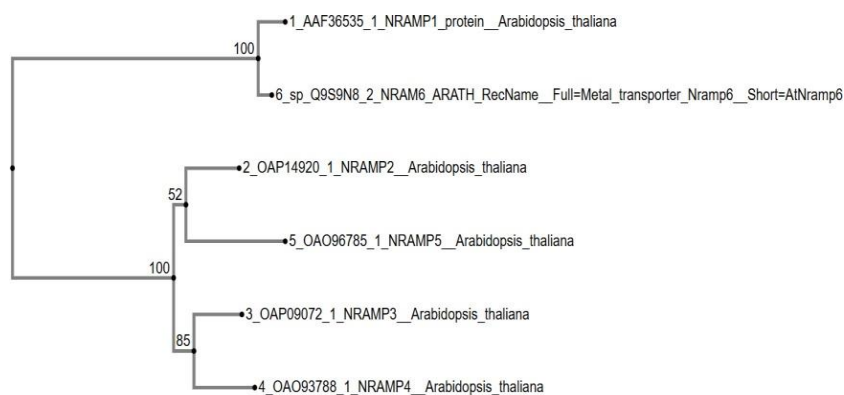 1_AAF36535_1_NRAMP1_protein__Arabidopsis_thaliana
100
6_sp_Q9S9N8_2_NRAM6_ARATH_RecName__Full=Metal_transporter_Nramp6__Short=AtNramp6
2_OAP14920_1_NRAMP2__Arabidopsis_thaliana
52
5_OAO96785_1_NRAMP5__Arabidopsis_thaliana
100
3_OAP09072_1_NRAMP3__Arabidopsis_thaliana
85
4_OAO93788_1_NRAMP4__Arabidopsis_thaliana